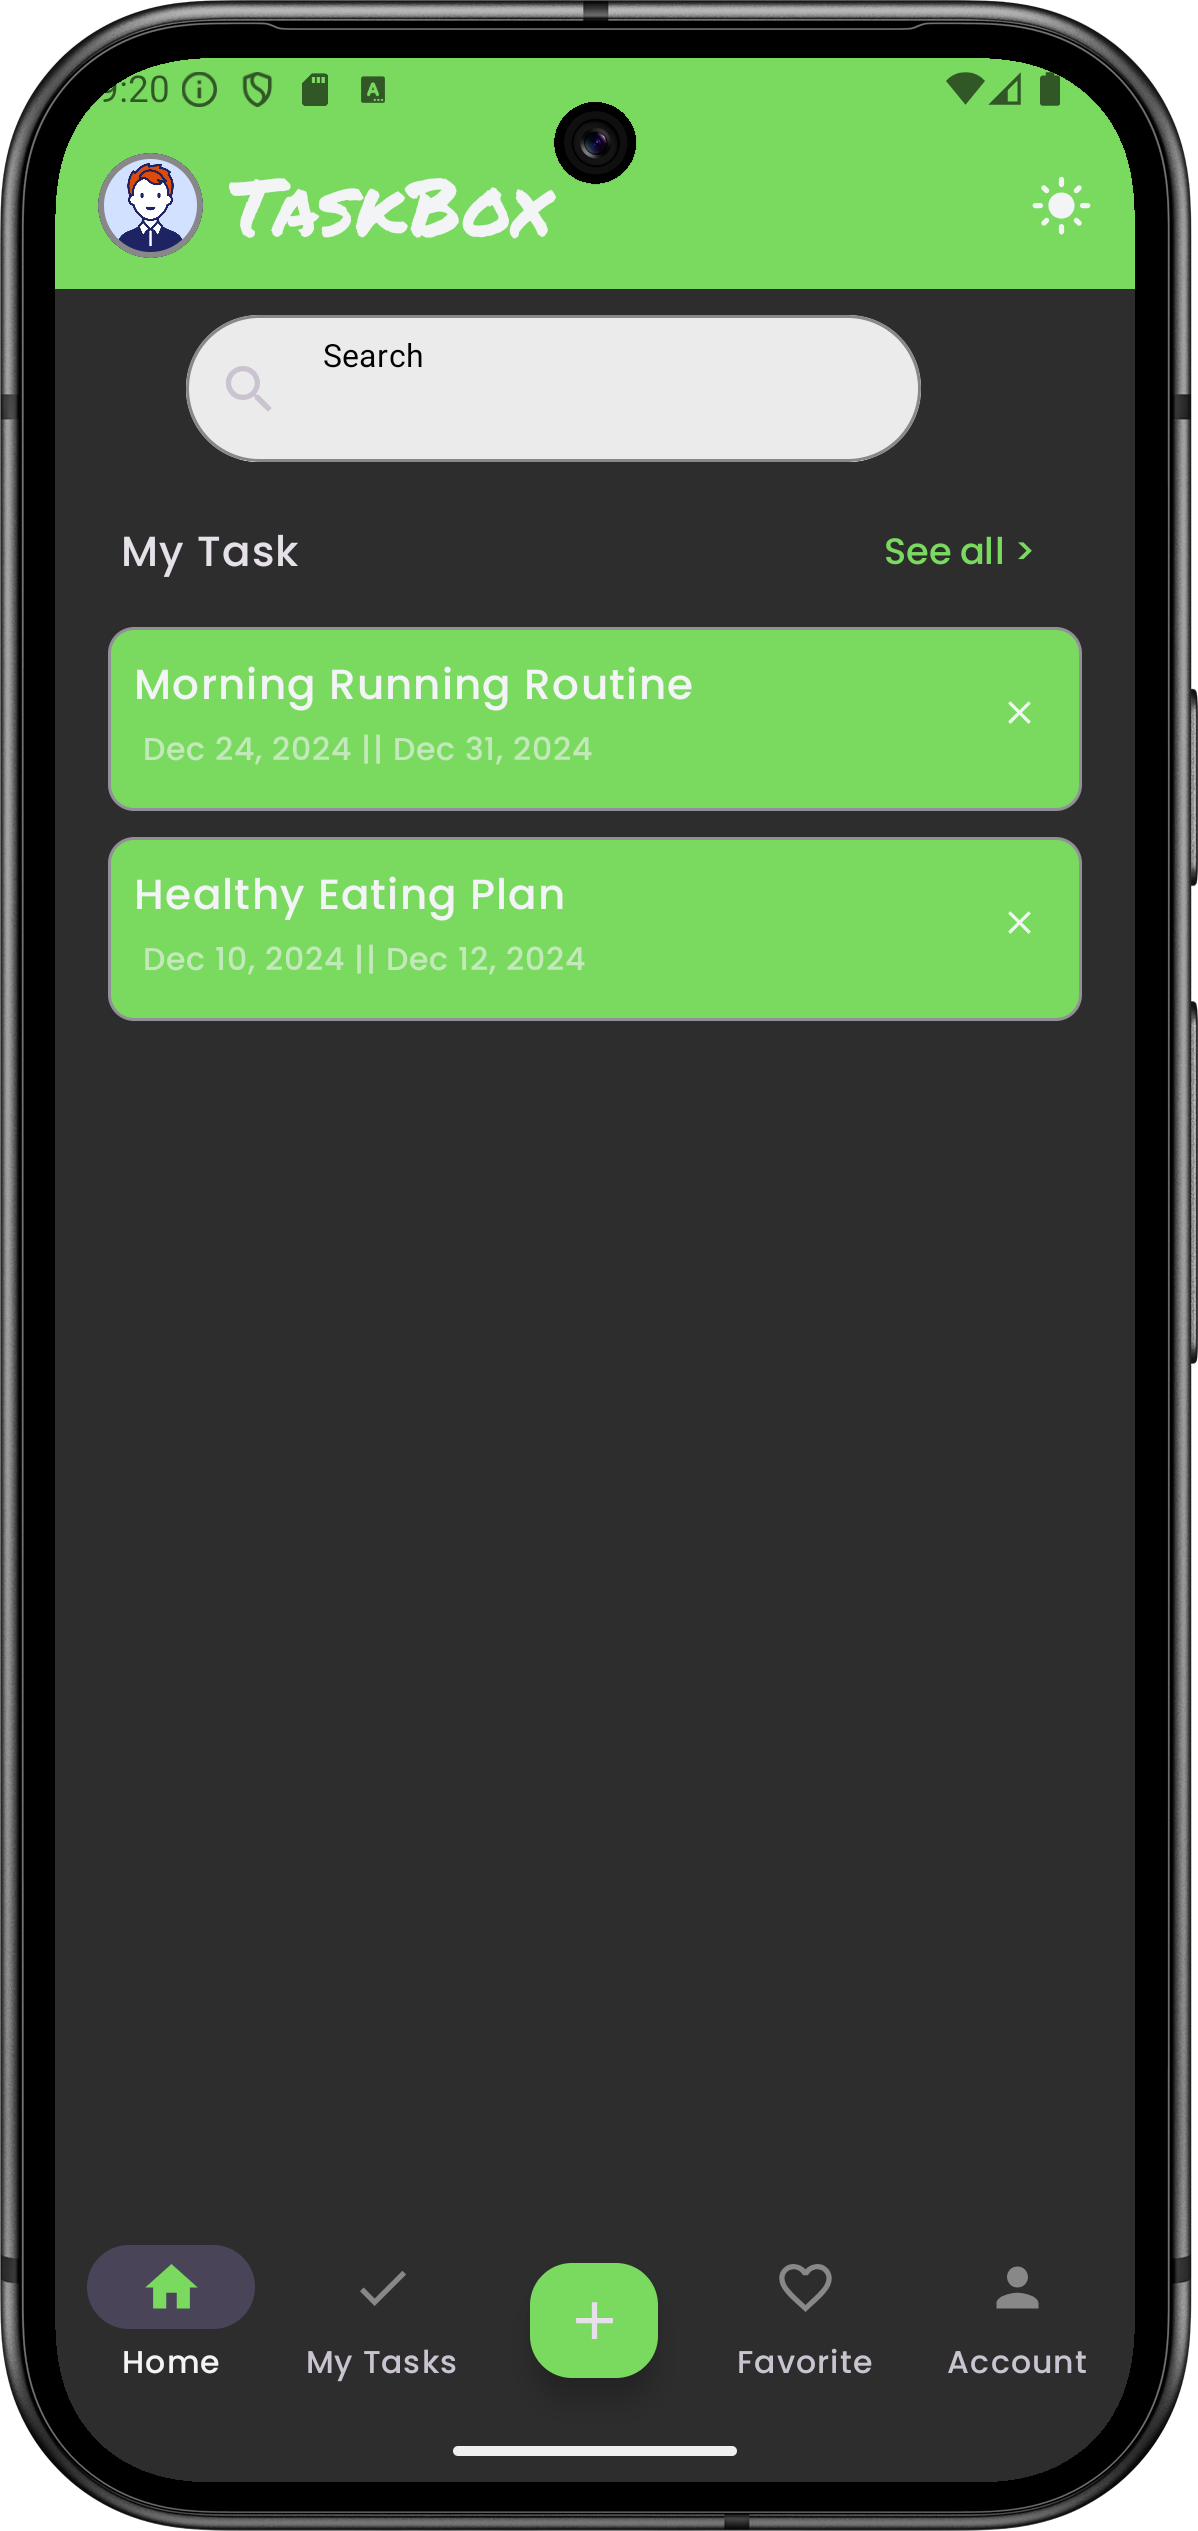 9:20
TaskBox
Search
My Task
See all >
Morning Running Routine
Dec 24, 2024 || Dec 31, 2024
Healthy Eating Plan
Dec 10, 2024 || Dec 12, 2024
Home
My Tasks
Favorite
Account